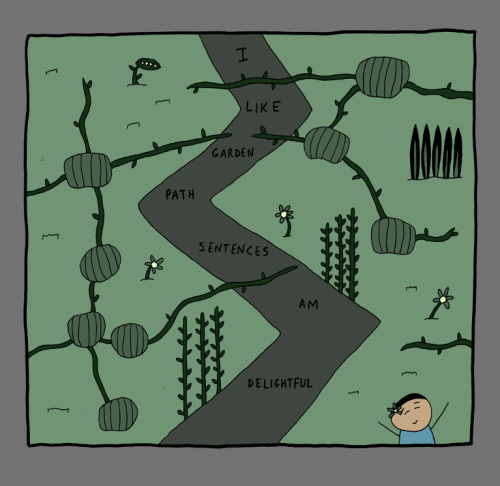 I
LIKE
GARDEN
PATH
SENTENCES
AM
DELIGHTFUL